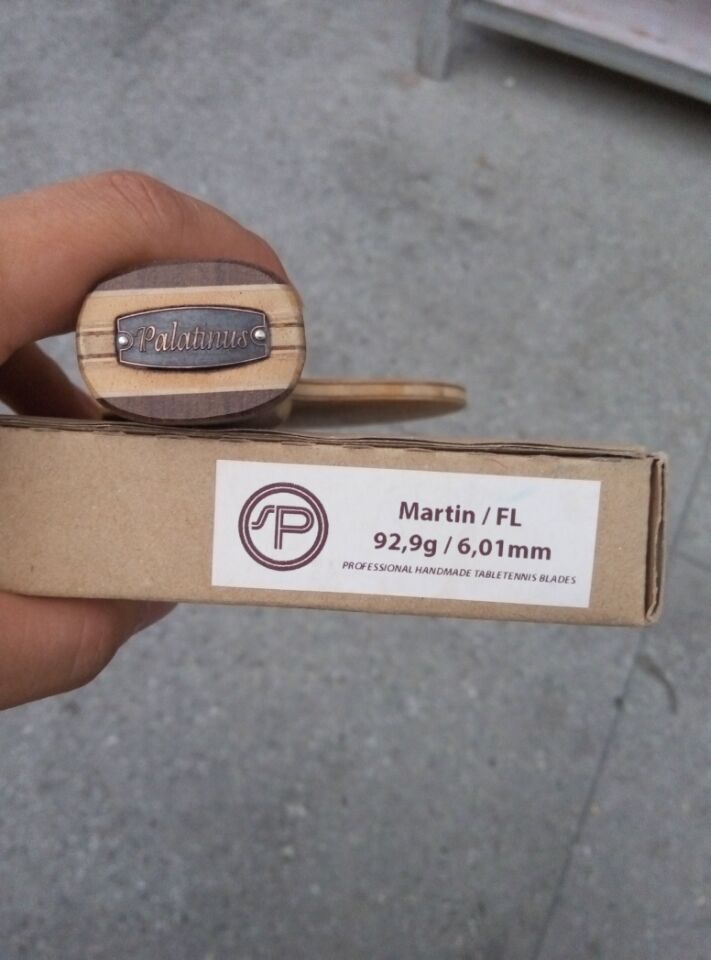 Palatinus
SP
Martin / FL
92,9g / 6,01mm
PROFESSIONAL HANDMADE TABLETENNIS BLADES